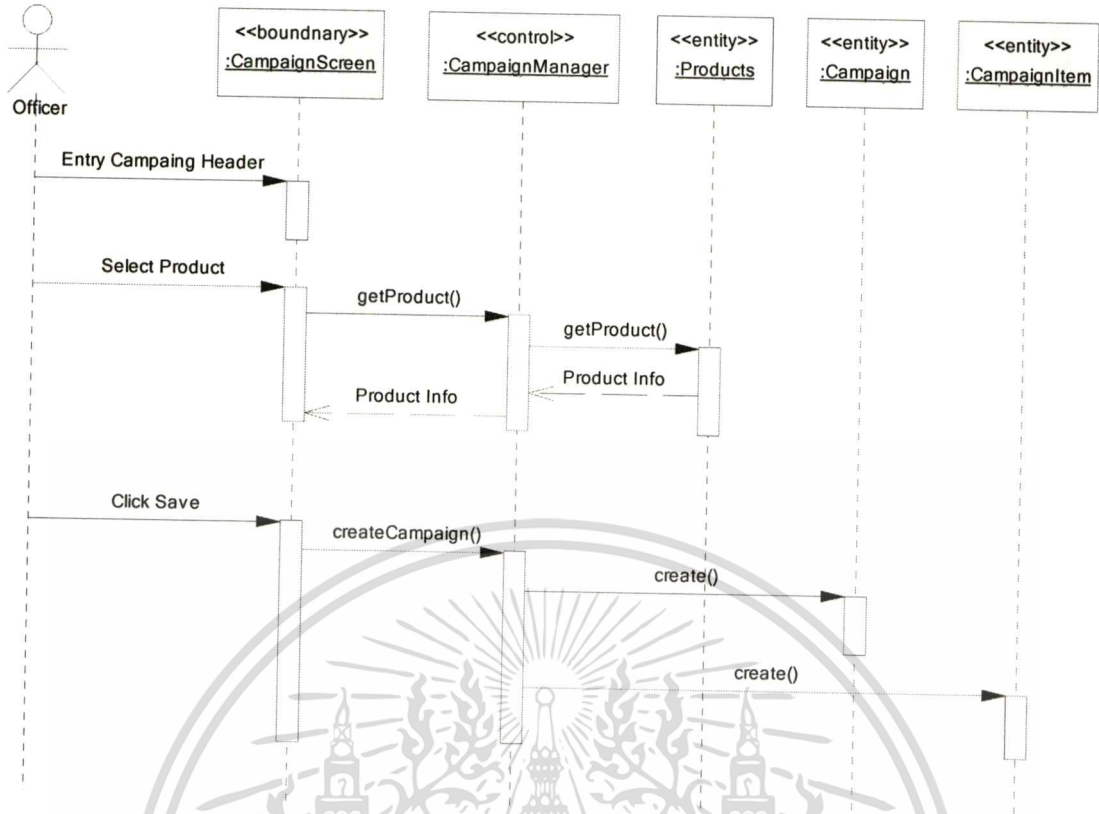 <<boundnary>>
:CampaignScreen
<<control>>
:CampaignManager
<<entity>>
:Products
<<entity>>
:Campaign
<<entity>>
:CampaignItem
Officer
Entry Campaing Header
Select Product
getProduct()
getProduct()
Product Info
Product Info
Click Save
createCampaign()
create()
create()